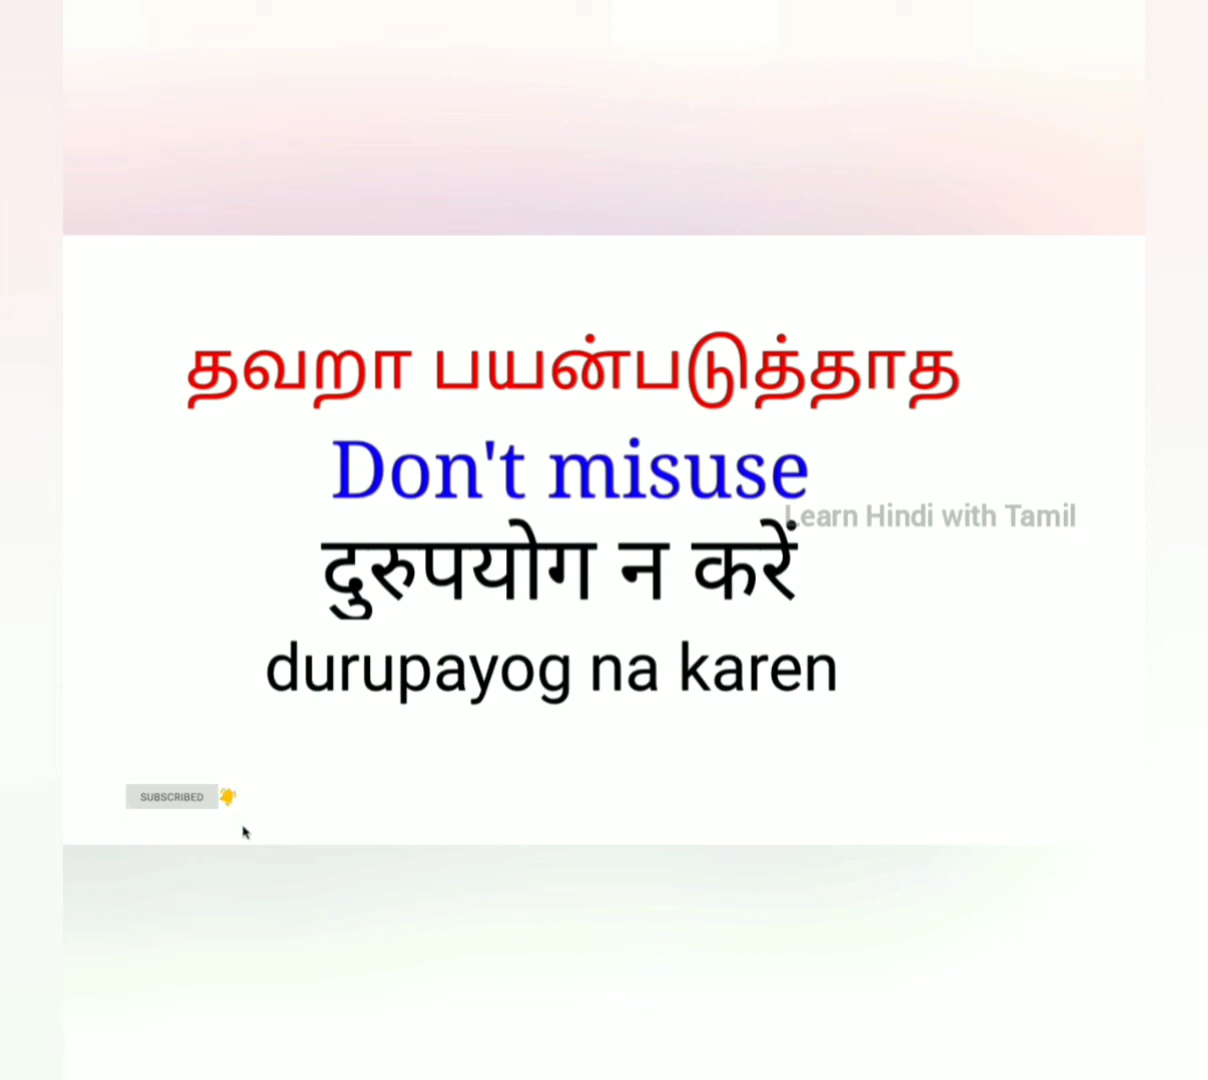 தவறா பயன்படுத்தாத
Don't misuse
Learn Hindi with Tamil
दुरुपयोग न करें
durupayog na karen
SUBSCRIBED